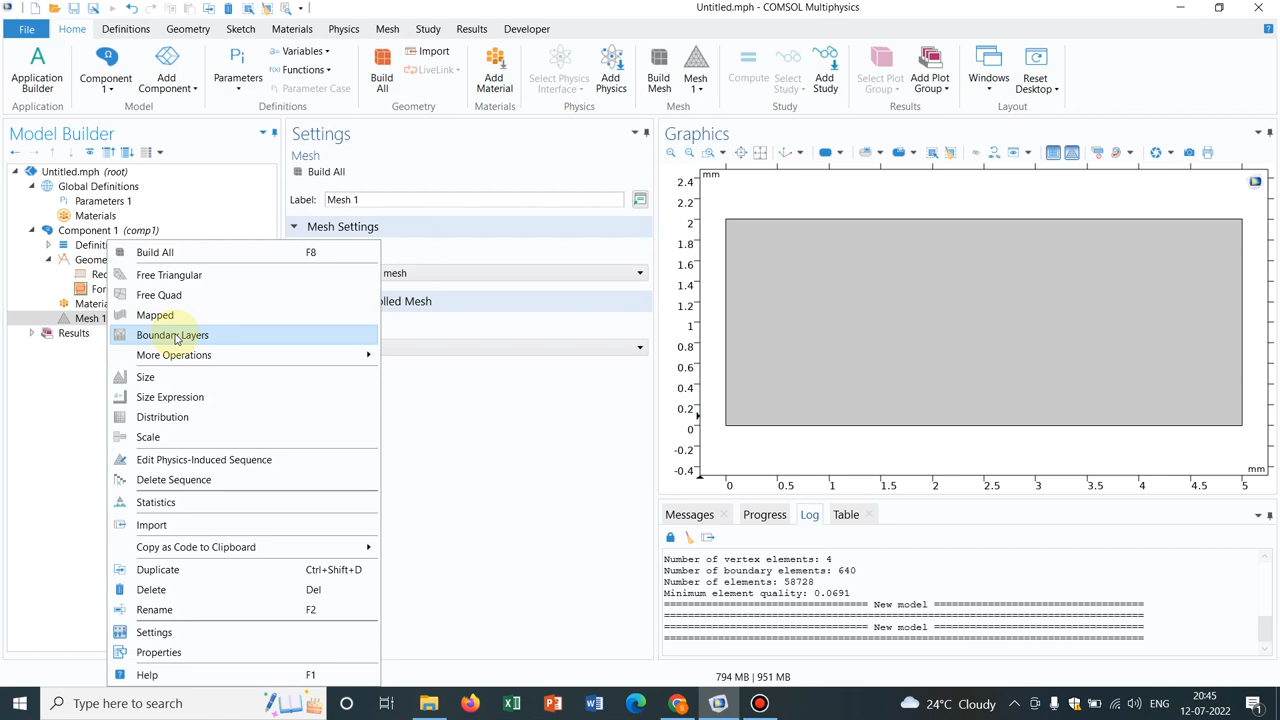 Untitled.mph - COMSOL Multiphysics
File Home Definitions Geometry Sketch Materials Physics Mesh Study Results Developer
Application Builder
Component 1
Add Component
Parameters
a= Variables
f(x) Functions
Parameter Case
Build All
Import
LiveLink
Add Material
Select Physics Interface
Add Physics
Build Mesh
Mesh 1
Compute
Select Study
Add Study
Select Plot Group
Add Plot Group
Windows
Reset Desktop
Application Model Definitions Geometry Materials Physics Mesh Study Results Layout
Model Builder
Untitled.mph (root)
Global Definitions
Parameters 1
Materials
Component 1 (comp1)
Definit
Geome
Rec
For
Materia
Mesh 1
Results
Build All F8
Free Triangular
Free Quad
Mapped
Boundary Layers
More Operations
Size
Size Expression
Distribution
Scale
Edit Physics-Induced Sequence
Delete Sequence
Statistics
Import
Copy as Code to Clipboard
Duplicate Ctrl+Shift+D
Delete Del
Rename F2
Settings
Properties
Help F1
Settings
Mesh
Build All
Label: Mesh 1
Mesh Settings
mesh
olled Mesh
Graphics
mm
2.4
2.2
2
1.8
1.6
1.4
1.2
1
0.8
0.6
0.4
0.2
0
-0.2
-0.4
mm
0 0.5 1 1.5 2 2.5 3 3.5 4 4.5 5
Messages Progress Log Table
Number of vertex elements: 4
Number of boundary elements: 640
Number of elements: 58728
Minimum element quality: 0.0691
================================ New model =================================
============================================================================
================================ New model =================================
============================================================================
794 MB | 951 MB
Type here to search
24°C Cloudy
ENG
20:45
12-07-2022
1